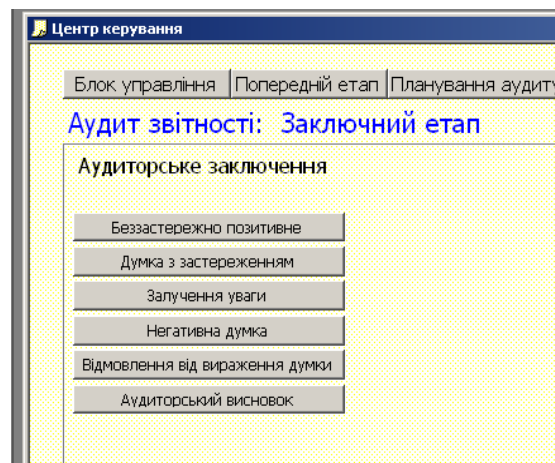 Центр керування
Блок управління Попередній етап Планування аудиту
Аудит звітності: Заключний етап
Аудиторське заключення
Беззастережно позитивне
Думка з застереженням
Залучення уваги
Негативна думка
Відмовлення від вираження думки
Аудиторський висновок